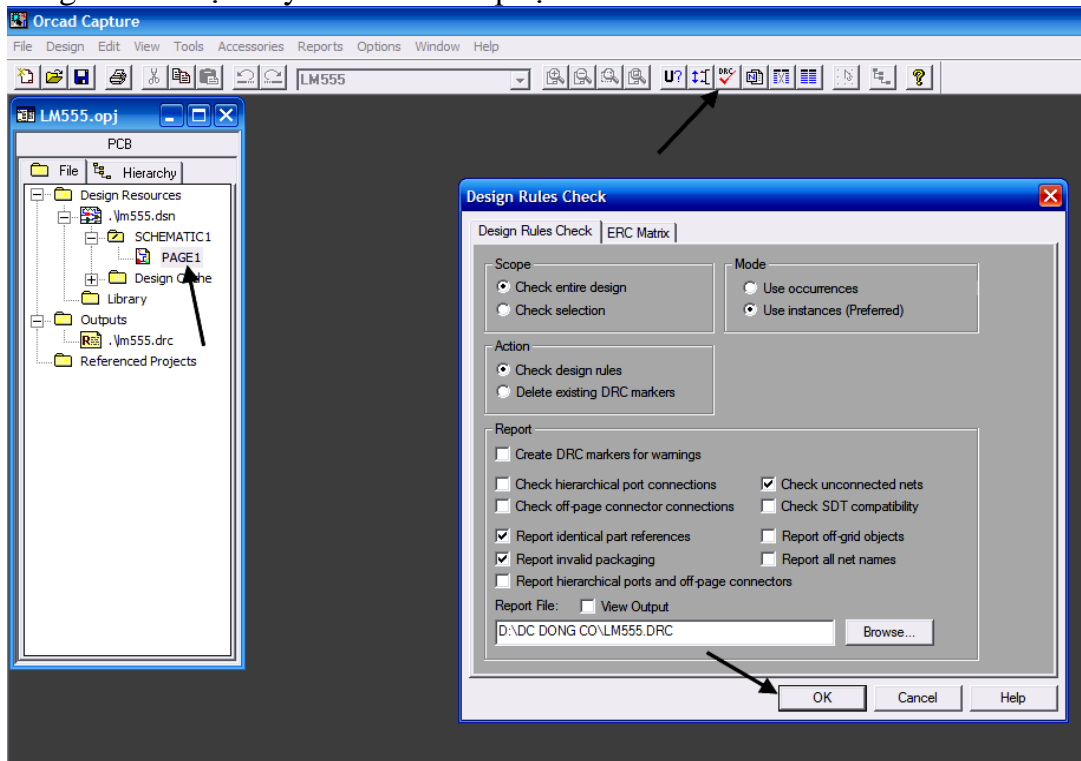 Orcad Capture
File Design Edit View Tools Accessories Reports Options Window Help
LM555
U?
DRC
LM555.opj
PCB
File Hierarchy
Design Resources
.\lm555.dsn
SCHEMATIC1
PAGE1
Design
Library
Outputs
.\lm555.drc
Referenced Projects
Design Rules Check
Design Rules Check ERC Matrix
Scope
Check entire design
Check selection
Mode
Use occurrences
Use instances (Preferred)
Action
Check design rules
Delete existing DRC markers
Report
Create DRC markers for warnings
Check hierarchical port connections
Check unconnected nets
Check off-page connector connections
Check SDT compatibility
Report identical part references
Report off-grid objects
Report invalid packaging
Report all net names
Report hierarchical ports and off-page connectors
Report File: View Output
D:\DC DONG CO\LM555.DRC
Browse...
OK Cancel Help